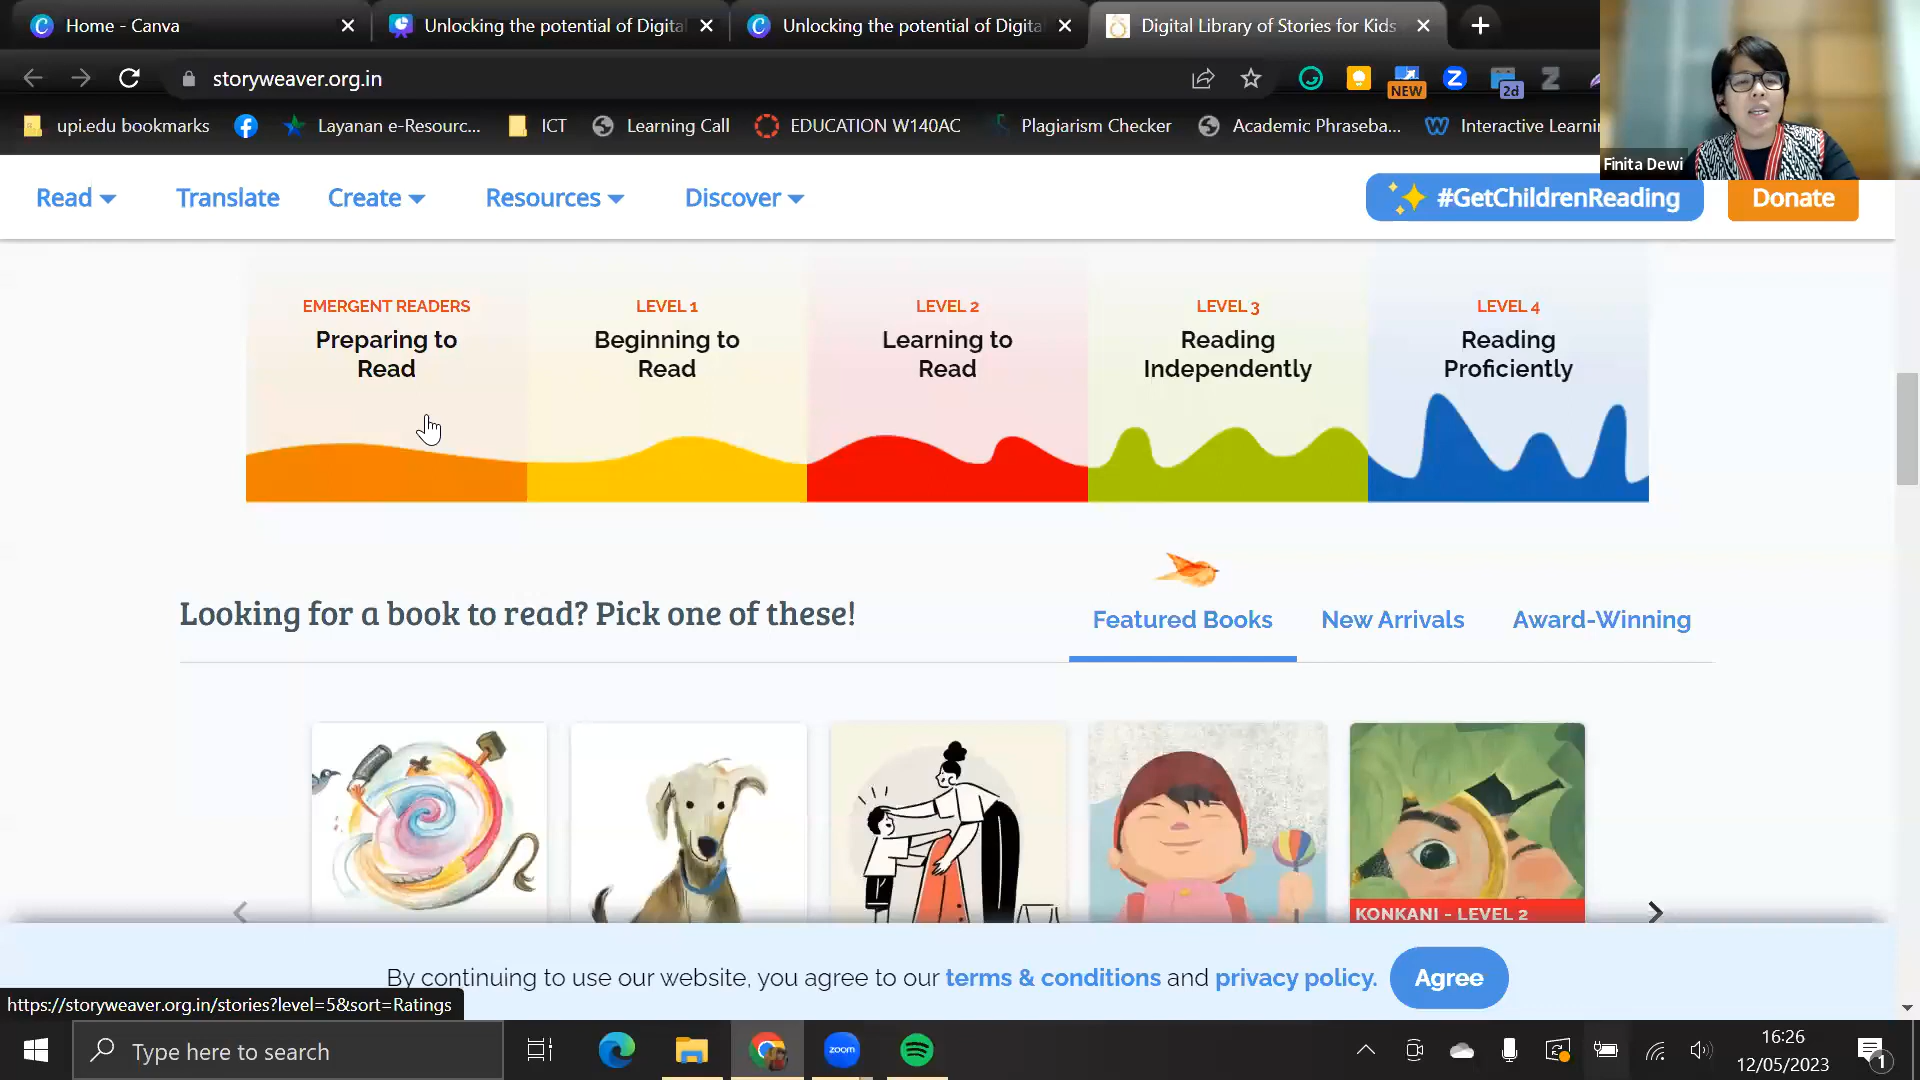 Home - Canva
Unlocking the potential of Digita
Unlocking the potential of Digita
Digital Library of Stories for Kids
storyweaver.org.in
NEW
2d
upi.edu bookmarks
Layanan e-Resourc...
ICT
Learning Call
EDUCATION W140AC
Plagiarism Checker
Academic Phraseba...
Interactive Learnin
Finita Dewi
Read
Translate
Create
Resources
Discover
#GetChildrenReading
Donate
EMERGENT READERS
Preparing to
Read
LEVEL 1
Beginning to
Read
LEVEL 2
Learning to
Read
LEVEL 3
Reading
Independently
LEVEL 4
Reading
Proficiently
Looking for a book to read? Pick one of these!
Featured Books
New Arrivals
Award-Winning
KONKANI - LEVEL 2
By continuing to use our website, you agree to our terms & conditions and privacy policy.
Agree
https://storyweaver.org.in/stories?level=5&sort=Ratings
Type here to search
zoom
16:26
12/05/2023
1